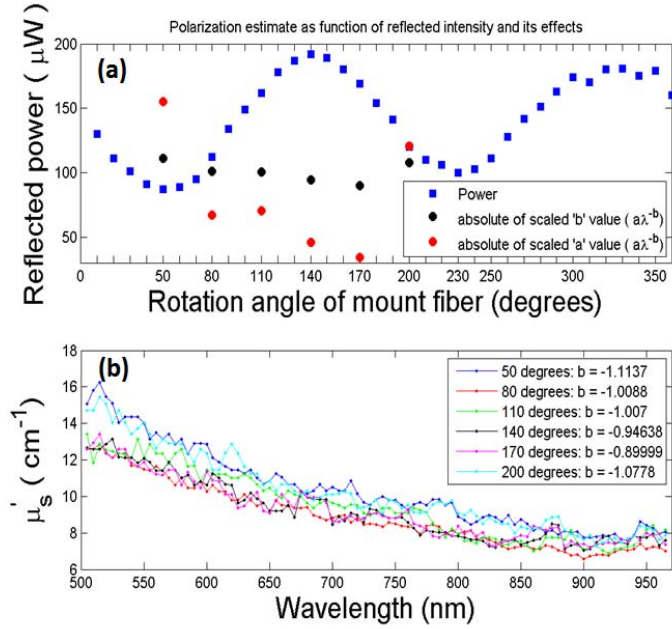 Polarization estimate as function of reflected intensity and its effects
(a)
Reflected power ( μW)
200
150
100
50
0 50 80 110 140 170 200 230 250 300 350
Power
absolute of scaled 'b' value ( aλ-b)
absolute of scaled 'a' value ( aλ-b)
Rotation angle of mount fiber (degrees)
(b)
μ's ( cm-1)
18
16
14
12
10
8
6
500 550 600 650 700 750 800 850 900 950
50 degrees: b = -1.1137
80 degrees: b = -1.0088
110 degrees: b = -1.007
140 degrees: b = -0.94638
170 degrees: b = -0.89999
200 degrees: b = -1.0778
Wavelength (nm)